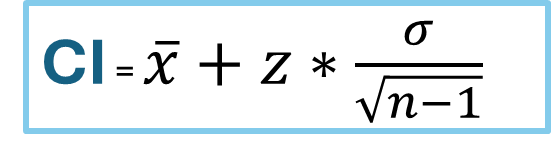 CI = x̄ + z * σ / √(n−1)